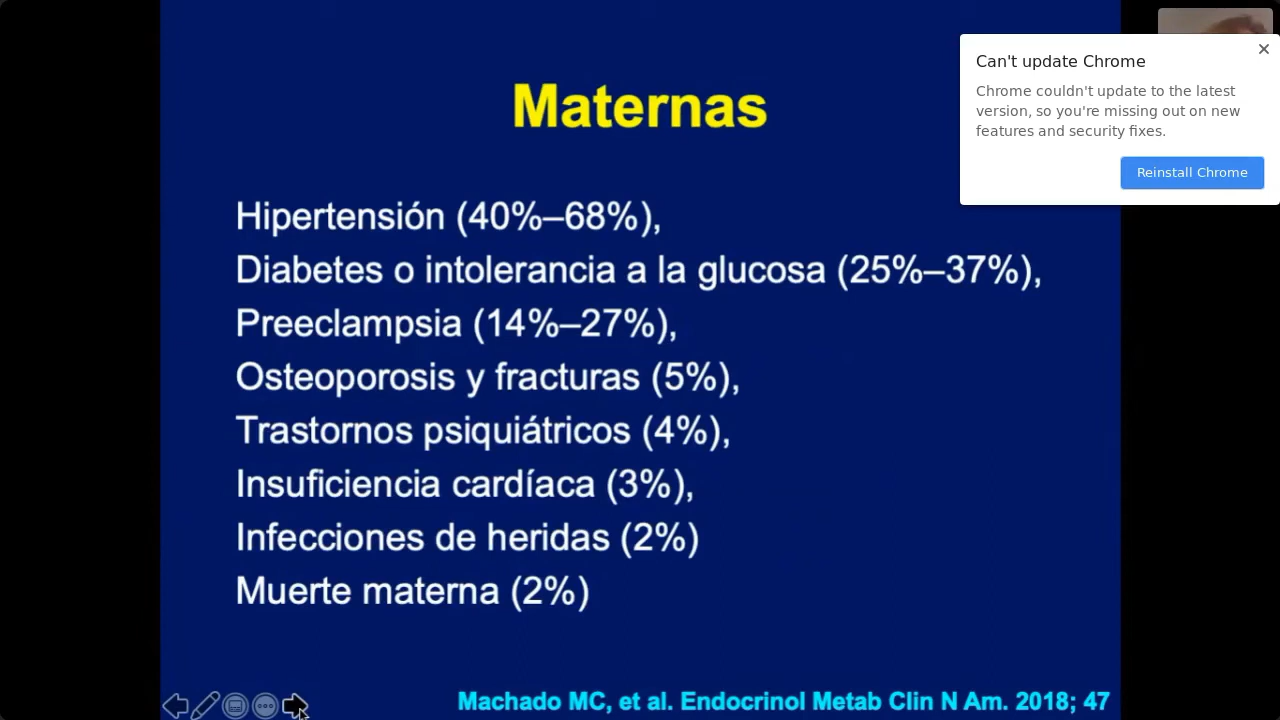 Maternas
Hipertensión (40%–68%),
Diabetes o intolerancia a la glucosa (25%–37%),
Preeclampsia (14%–27%),
Osteoporosis y fracturas (5%),
Trastornos psiquiátricos (4%),
Insuficiencia cardíaca (3%),
Infecciones de heridas (2%)
Muerte materna (2%)
Machado MC, et al. Endocrinol Metab Clin N Am. 2018; 47
Can't update Chrome
Chrome couldn't update to the latest
version, so you're missing out on new
features and security fixes.
Reinstall Chrome